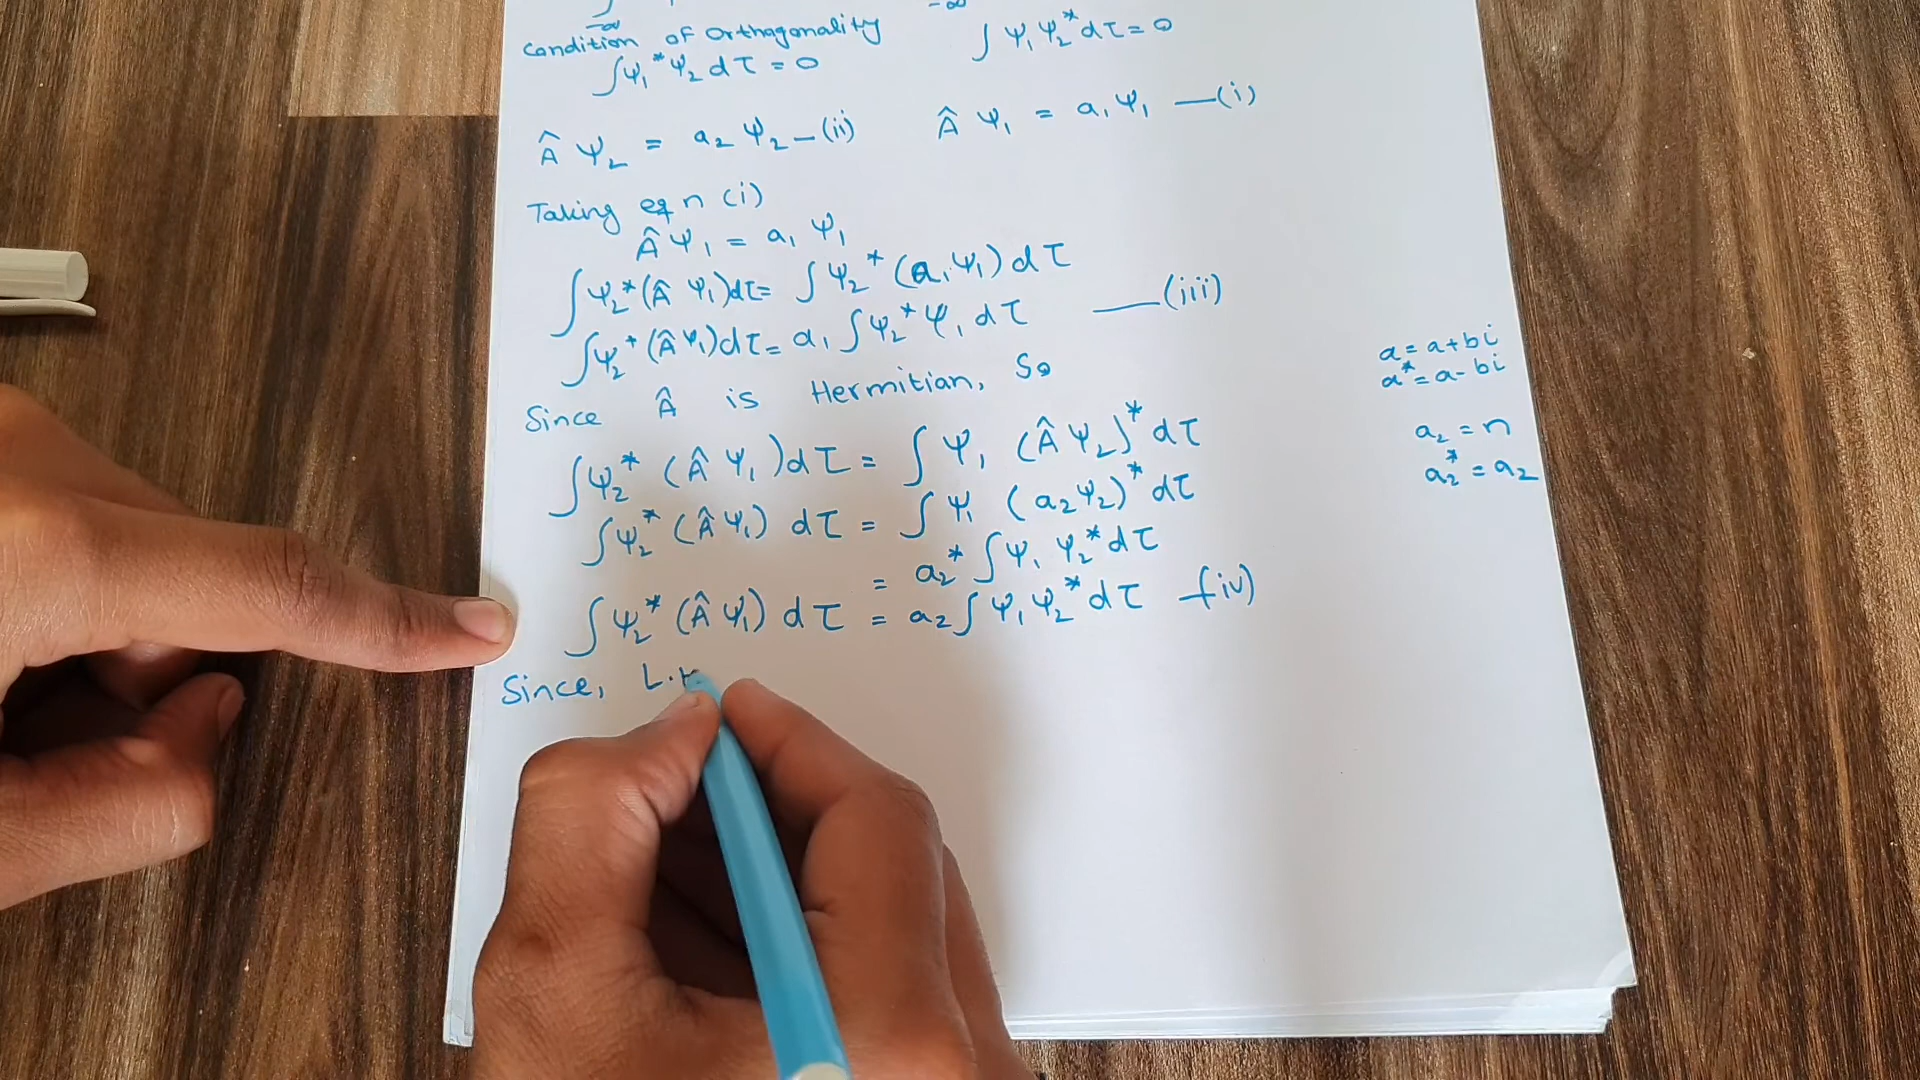 -∞ -∞
Condition of Orthagonality ∫ Ψ₁ Ψ₂* dτ = 0
∫Ψ₁* Ψ₂ dτ = 0
Â Ψ₂ = a₂ Ψ₂ — (ii) Â Ψ₁ = a₁ Ψ₁ — (i)
Taking eqn (i)
Â Ψ₁ = a₁ Ψ₁
∫Ψ₂* (Â Ψ₁)dτ = ∫Ψ₂* (a₁Ψ₁) dτ
∫Ψ₂* (Â Ψ₁)dτ = a₁ ∫Ψ₂* Ψ₁ dτ — (iii)
Since Â is Hermitian, So
∫Ψ₂* (Â Ψ₁)dτ = ∫ Ψ₁ (Â Ψ₂)* dτ
∫Ψ₂* (Â Ψ₁) dτ = ∫ Ψ₁ (a₂Ψ₂)* dτ
= a₂* ∫Ψ₁ Ψ₂* dτ
∫Ψ₂* (Â Ψ₁) dτ = a₂ ∫ Ψ₁ Ψ₂* dτ — (iv)
Since, L.H
a = a + bi
a* = a - bi
a₂ = n
a₂* = a₂